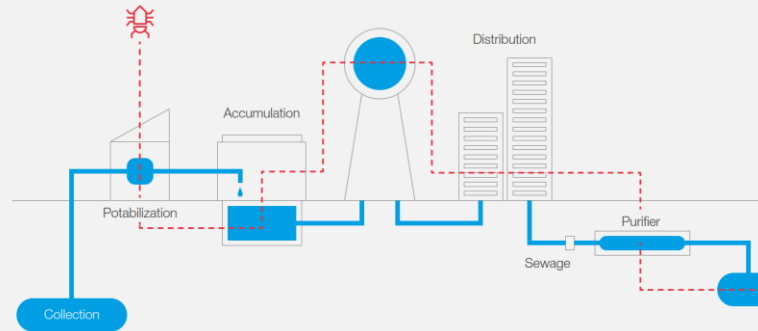 Distribution
Accumulation
Potabilization
Purifier
Sewage
Collection